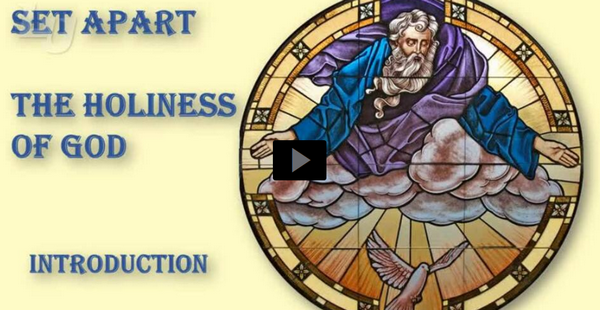 SET APART
THE HOLINESS
OF GOD
INTRODUCTION